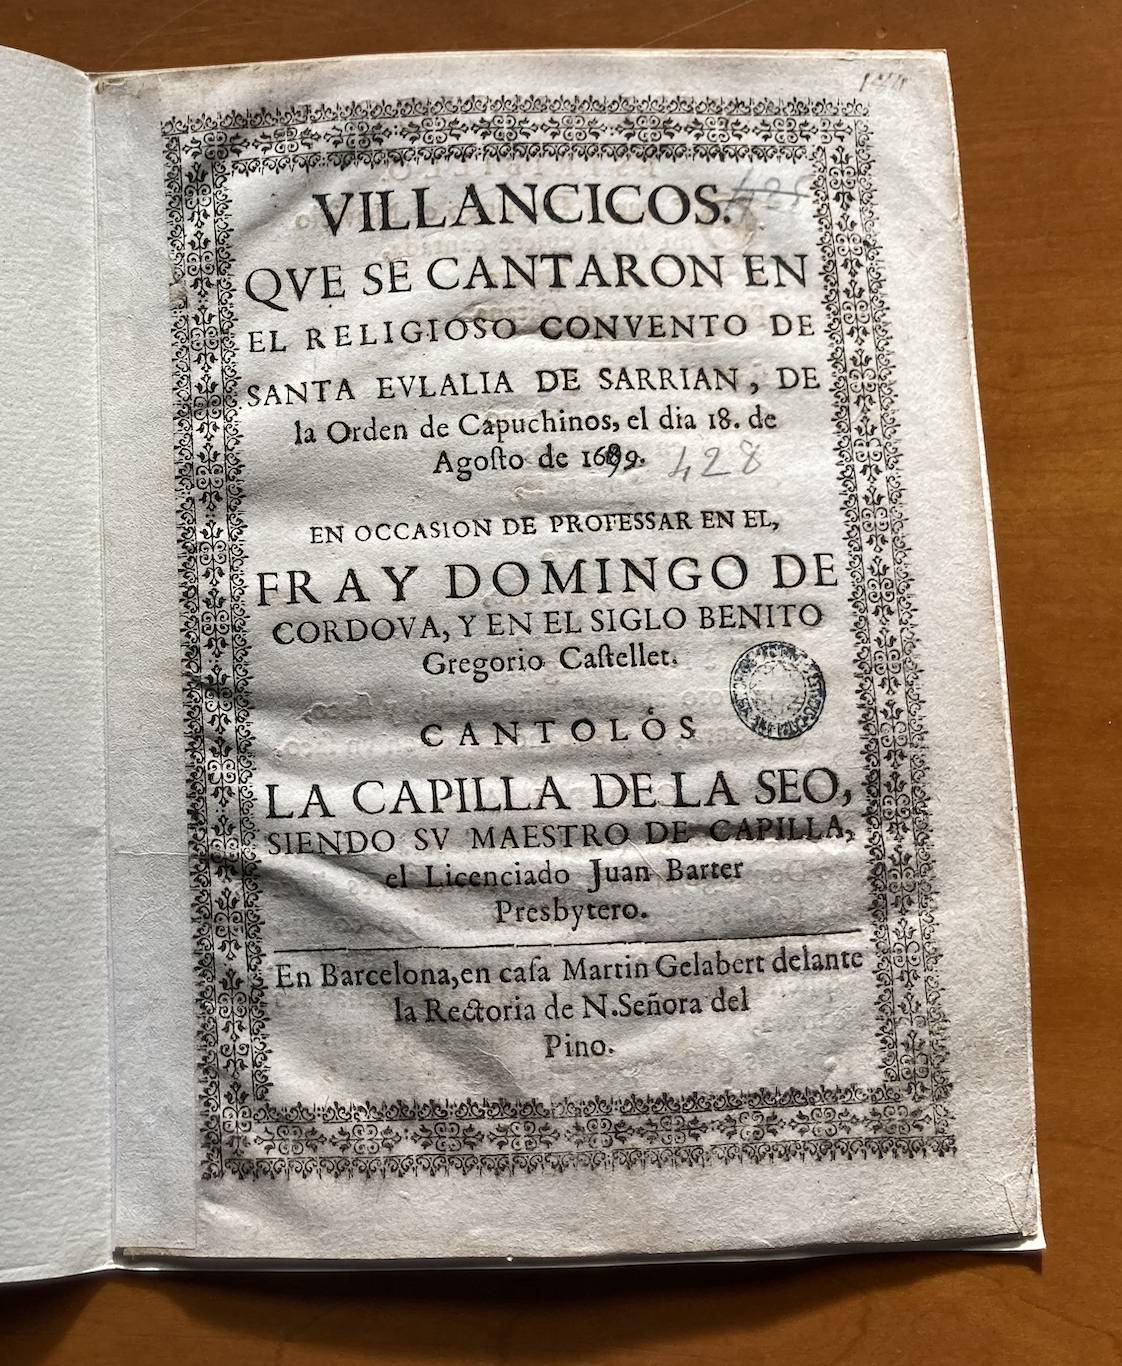 VILLANCICOS.
QVE SE CANTARON EN
EL RELIGIOSO CONVENTO DE
SANTA EVLALIA DE SARRIAN, DE
la Orden de Capuchinos, el dia 18. de
Agoſto de 1689. 428
EN OCCASION DE PROFESSAR EN EL,
FRAY DOMINGO DE
CORDOVA, Y EN EL SIGLO BENITO
Gregorio Caſtellet.
CANTOLÓS
LA CAPILLA DE LA SEO,
SIENDO SV MAESTRO DE CAPILLA,
el Licenciado Juan Barter
Presbytero.
En Barcelona, en caſa Martin Gelabert delante
la Rectoria de N. Señora del
Pino.